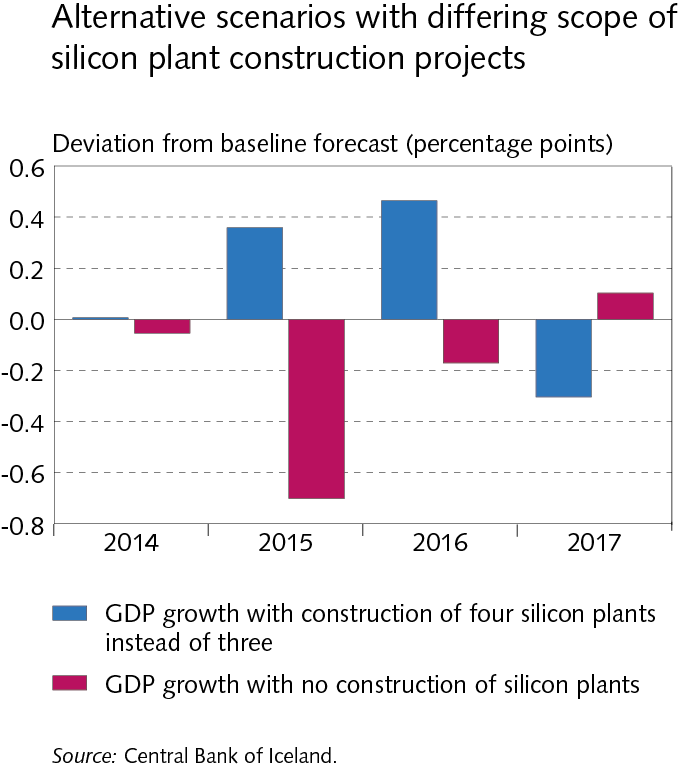 Alternative scenarios with differing scope of
silicon plant construction projects
Deviation from baseline forecast (percentage points)
0.6
0.4
0.2
0.0
-0.2
-0.4
-0.6
-0.8
2014 2015 2016 2017
GDP growth with construction of four silicon plants
instead of three
GDP growth with no construction of silicon plants
Source: Central Bank of Iceland.